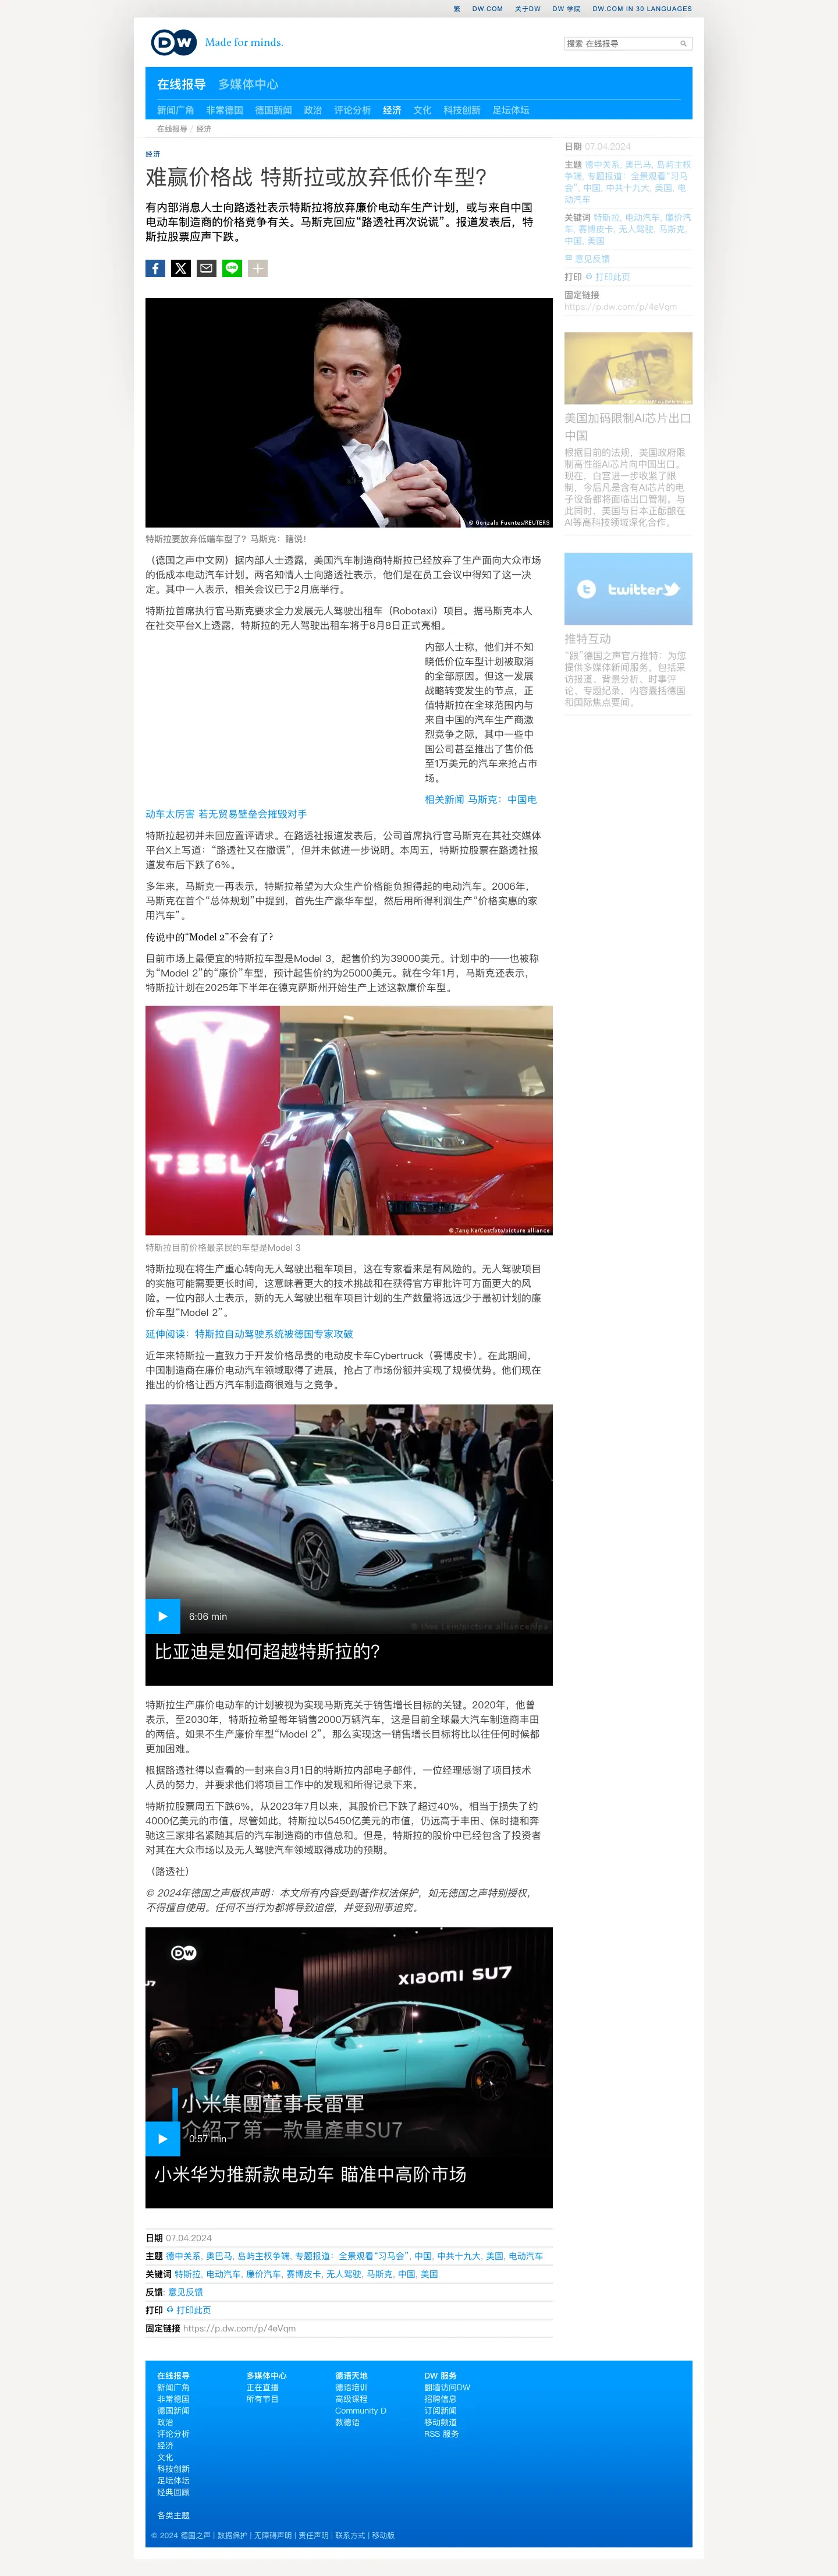 繁 DW.COM 关于DW DW 学院 DW.COM IN 30 LANGUAGES
DW Made for minds.
搜索 在线报导
在线报导 多媒体中心
新闻广角 非常德国 德国新闻 政治 评论分析 经济 文化 科技创新 足坛体坛
在线报导 / 经济
经济
难赢价格战 特斯拉或放弃低价车型?
有内部消息人士向路透社表示特斯拉将放弃廉价电动车生产计划，或与来自中国
电动车制造商的价格竞争有关。马斯克回应“路透社再次说谎”。报道发表后，特
斯拉股票应声下跌。
© Gonzalo Fuentes/REUTERS
特斯拉要放弃低端车型了？马斯克：瞎说！
（德国之声中文网）据内部人士透露，美国汽车制造商特斯拉已经放弃了生产面向大众市场
的低成本电动汽车计划。两名知情人士向路透社表示，他们是在员工会议中得知了这一决
定。其中一人表示，相关会议已于2月底举行。
特斯拉首席执行官马斯克要求全力发展无人驾驶出租车（Robotaxi）项目。据马斯克本人
在社交平台X上透露，特斯拉的无人驾驶出租车将于8月8日正式亮相。
内部人士称，他们并不知
晓低价位车型计划被取消
的全部原因。但这一发展
战略转变发生的节点，正
值特斯拉在全球范围内与
来自中国的汽车生产商激
烈竞争之际，其中一些中
国公司甚至推出了售价低
至1万美元的汽车来抢占市
场。
相关新闻 马斯克：中国电
动车太厉害 若无贸易壁垒会摧毁对手
特斯拉起初并未回应置评请求。在路透社报道发表后，公司首席执行官马斯克在其社交媒体
平台X上写道：“路透社又在撒谎”，但并未做进一步说明。本周五，特斯拉股票在路透社报
道发布后下跌了6%。
多年来，马斯克一再表示，特斯拉希望为大众生产价格能负担得起的电动汽车。2006年，
马斯克在首个“总体规划”中提到，首先生产豪华车型，然后用所得利润生产“价格实惠的家
用汽车”。
传说中的“Model 2”不会有了?
目前市场上最便宜的特斯拉车型是Model 3，起售价约为39000美元。计划中的——也被称
为“Model 2”的“廉价”车型，预计起售价约为25000美元。就在今年1月，马斯克还表示，
特斯拉计划在2025年下半年在德克萨斯州开始生产上述这款廉价车型。
TESL
© Tang Ke/Costfoto/picture alliance
特斯拉目前价格最亲民的车型是Model 3
特斯拉现在将生产重心转向无人驾驶出租车项目，这在专家看来是有风险的。无人驾驶项目
的实施可能需要更长时间，这意味着更大的技术挑战和在获得官方审批许可方面更大的风
险。一位内部人士表示，新的无人驾驶出租车项目计划的生产数量将远远少于最初计划的廉
价车型“Model 2”。
延伸阅读：特斯拉自动驾驶系统被德国专家攻破
近年来特斯拉一直致力于开发价格昂贵的电动皮卡车Cybertruck（赛博皮卡）。在此期间，
中国制造商在廉价电动汽车领域取得了进展，抢占了市场份额并实现了规模优势。他们现在
推出的价格让西方汽车制造商很难与之竞争。
6:06 min
比亚迪是如何超越特斯拉的?
特斯拉生产廉价电动车的计划被视为实现马斯克关于销售增长目标的关键。2020年，他曾
表示，至2030年，特斯拉希望每年销售2000万辆汽车，这是目前全球最大汽车制造商丰田
的两倍。如果不生产廉价车型“Model 2”，那么实现这一销售增长目标将比以往任何时候都
更加困难。
根据路透社得以查看的一封来自3月1日的特斯拉内部电子邮件，一位经理感谢了项目技术
人员的努力，并要求他们将项目工作中的发现和所得记录下来。
特斯拉股票周五下跌6%，从2023年7月以来，其股价已下跌了超过40%，相当于损失了约
4000亿美元的市值。尽管如此，特斯拉以5450亿美元的市值，仍远高于丰田、保时捷和奔
驰这三家排名紧随其后的汽车制造商的市值总和。但是，特斯拉的股价中已经包含了投资者
对其在大众市场以及无人驾驶汽车领域取得成功的预期。
（路透社）
© 2024年德国之声版权声明：本文所有内容受到著作权法保护，如无德国之声特别授权，
不得擅自使用。任何不当行为都将导致追偿，并受到刑事追究。
DW
xiaomi SU7
小米集團董事長雷軍
介紹了第一款量產車SU7
0:57 min
小米华为推新款电动车 瞄准中高阶市场
日期 07.04.2024
主题 德中关系, 奥巴马, 岛屿主权争端, 专题报道：全景观看“习马会”, 中国, 中共十九大, 美国, 电动汽车
关键词 特斯拉, 电动汽车, 廉价汽车, 赛博皮卡, 无人驾驶, 马斯克, 中国, 美国
反馈: 意见反馈
打印 打印此页
固定链接 https://p.dw.com/p/4eVqm
日期 07.04.2024
主题 德中关系, 奥巴马, 岛屿主权
争端, 专题报道：全景观看“习马
会”, 中国, 中共十九大, 美国, 电
动汽车
关键词 特斯拉, 电动汽车, 廉价汽
车, 赛博皮卡, 无人驾驶, 马斯克,
中国, 美国
意见反馈
打印 打印此页
固定链接
https://p.dw.com/p/4eVqm
美国加码限制AI芯片出口
中国
根据目前的法规，美国政府限
制高性能AI芯片向中国出口。
现在，白宫进一步收紧了限
制，今后凡是含有AI芯片的电
子设备都将面临出口管制。与
此同时，美国与日本正酝酿在
AI等高科技领域深化合作。
twitter
推特互动
“跟”德国之声官方推特：为您
提供多媒体新闻服务，包括采
访报道、背景分析、时事评
论、专题纪录，内容囊括德国
和国际焦点要闻。
在线报导
新闻广角
非常德国
德国新闻
政治
评论分析
经济
文化
科技创新
足坛体坛
经典回顾
各类主题
多媒体中心
正在直播
所有节目
德语天地
德语培训
高级课程
Community D
教德语
DW 服务
翻墙访问DW
招聘信息
订阅新闻
移动频道
RSS 服务
© 2024 德国之声 | 数据保护 | 无障碍声明 | 责任声明 | 联系方式 | 移动版